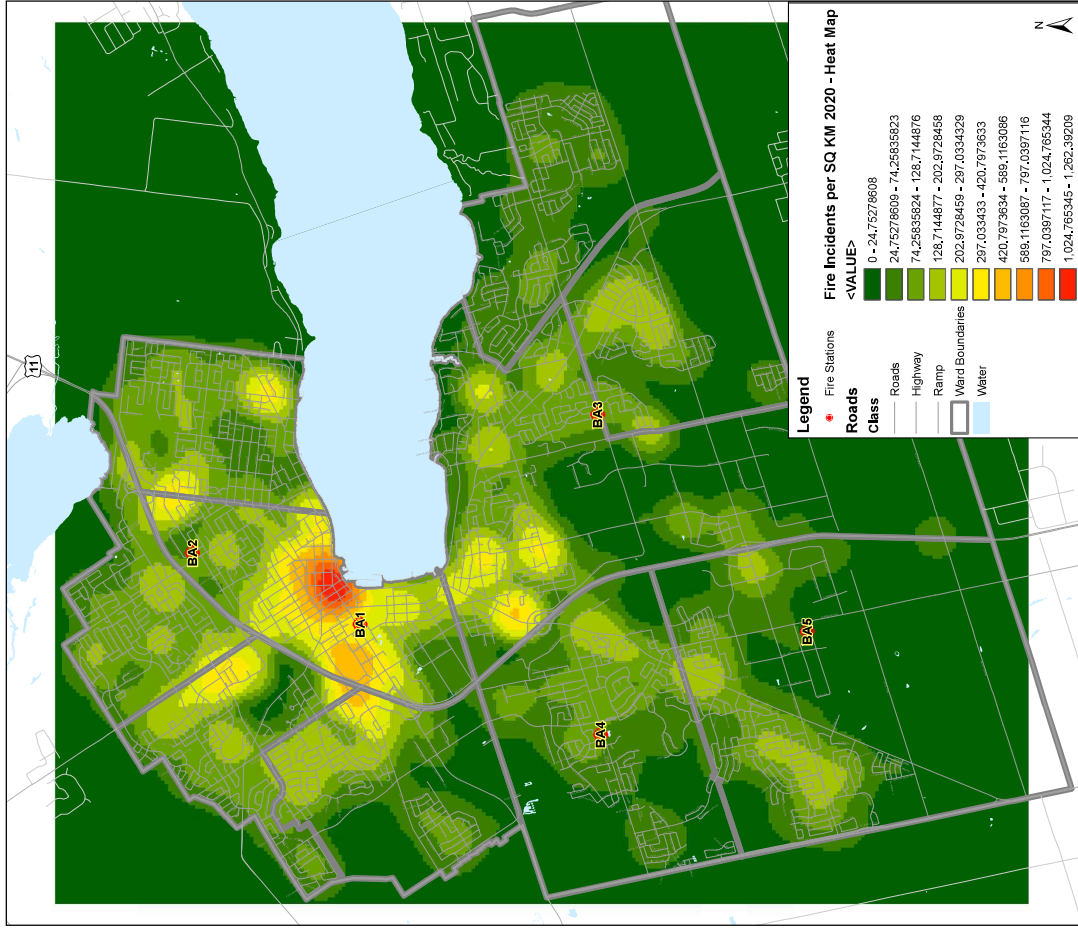 11
BA2
BA1
BA3
BA4
BA5
Legend
Fire Stations
Roads
Class
Roads
Highway
Ramp
Ward Boundaries
Water
Fire Incidents per SQ KM 2020 - Heat Map
<VALUE>
0 - 24.75278608
24.75278609 - 74.25835823
74.25835824 - 128.7144876
128.7144877 - 202.9728458
202.9728459 - 297.0334329
297.033433 - 420.7973633
420.7973634 - 589.1163086
589.1163087 - 797.0397116
797.0397117 - 1,024.765344
1,024.765345 - 1,262.39209
N